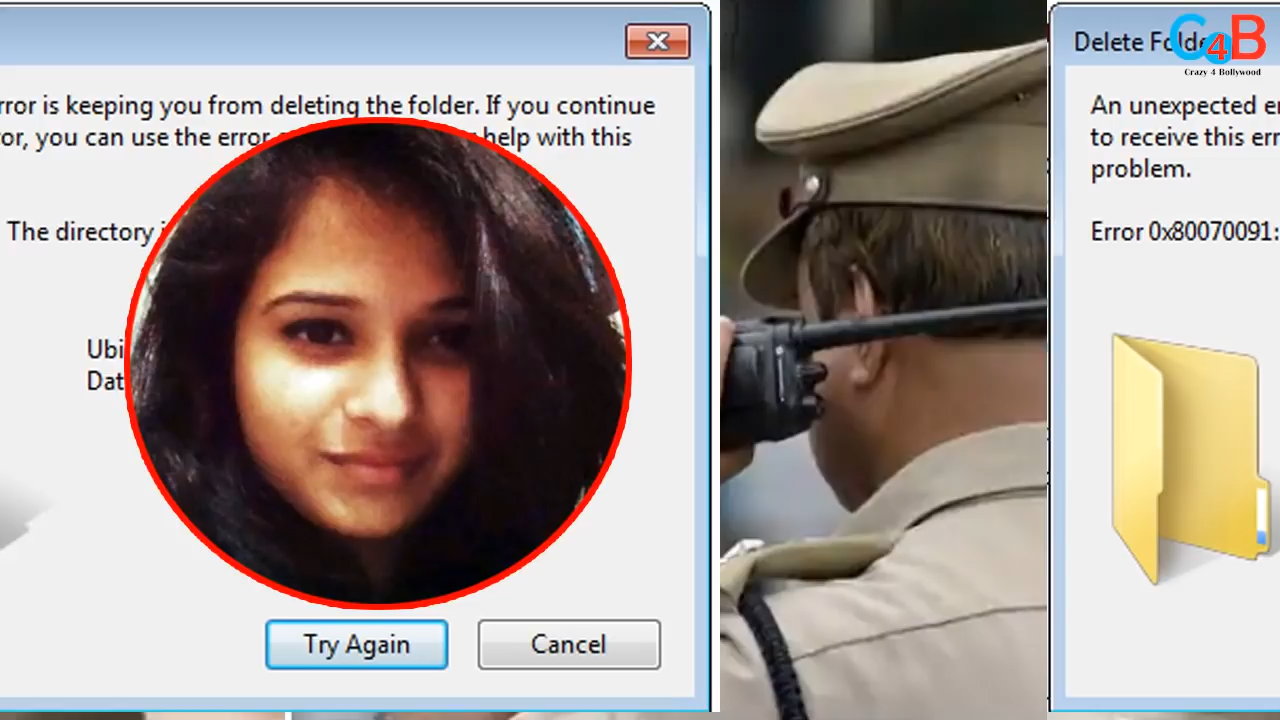 rror is keeping you from deleting the folder. If you continue
or, you can use the error
help with this
The directory i
Ubi
Dat
Try Again
Cancel
Delete Folde
C4B
Crazy 4 Bollywood
An unexpected er
to receive this err
problem.
Error 0x80070091: